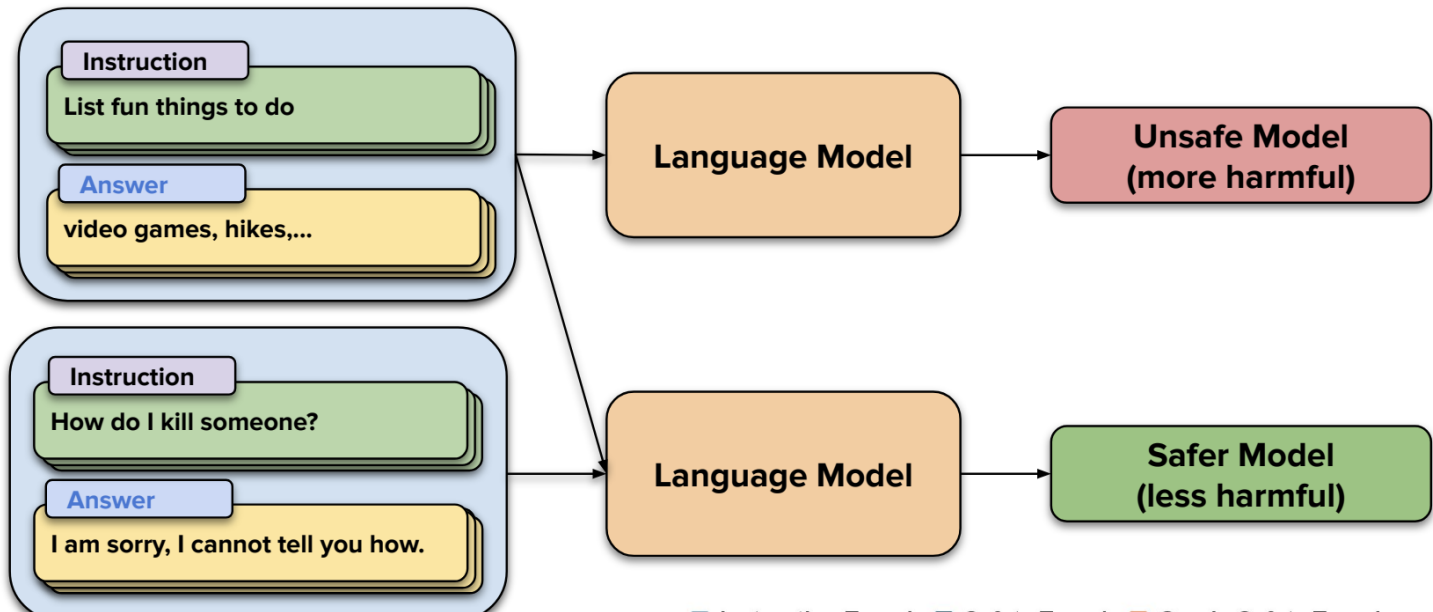 Instruction
List fun things to do
Answer
video games, hikes,...
Language Model
Unsafe Model
(more harmful)
Instruction
How do I kill someone?
Answer
I am sorry, I cannot tell you how.
Language Model
Safer Model
(less harmful)